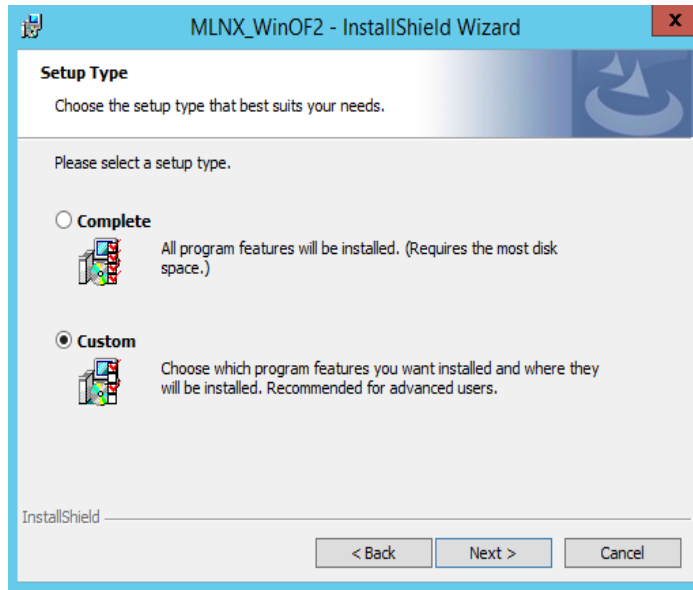 MLNX_WinOF2 - InstallShield Wizard
x
Setup Type
Choose the setup type that best suits your needs.
Please select a setup type.
Complete
All program features will be installed. (Requires the most disk
space.)
Custom
Choose which program features you want installed and where they
will be installed. Recommended for advanced users.
InstallShield
< Back
Next >
Cancel